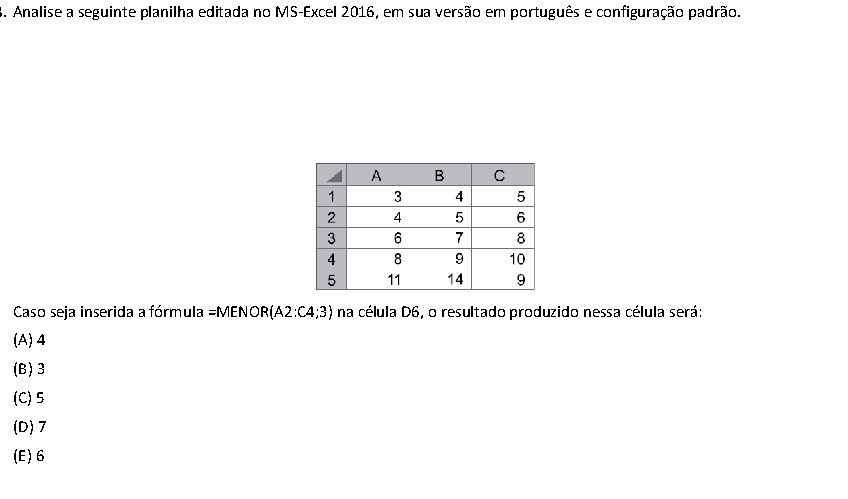 3. Analise a seguinte planilha editada no MS-Excel 2016, em sua versão em português e configuração padrão.
A B C
1 3 4 5
2 4 5 6
3 6 7 8
4 8 9 10
5 11 14 9
Caso seja inserida a fórmula =MENOR(A2:C4;3) na célula D6, o resultado produzido nessa célula será:
(A) 4
(B) 3
(C) 5
(D) 7
(E) 6